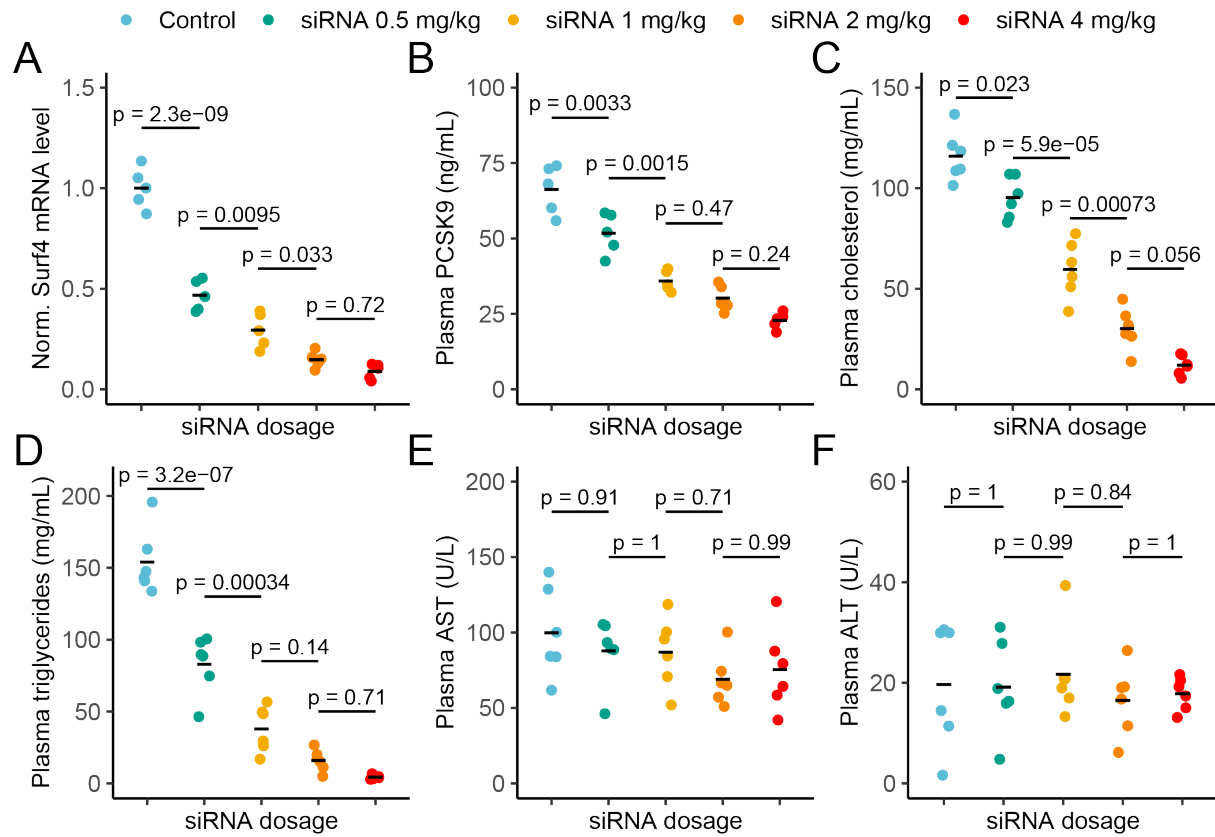 Control siRNA 0.5 mg/kg siRNA 1 mg/kg siRNA 2 mg/kg siRNA 4 mg/kg
A
Norm. Surf4 mRNA level
1.5
1.0
0.5
0.0
p = 2.3e−09
p = 0.0095
p = 0.033
p = 0.72
siRNA dosage
B
Plasma PCSK9 (ng/mL)
100
75
50
25
0
p = 0.0033
p = 0.0015
p = 0.47
p = 0.24
siRNA dosage
C
Plasma cholesterol (mg/mL)
150
100
50
0
p = 0.023
p = 5.9e−05
p = 0.00073
p = 0.056
siRNA dosage
D
Plasma triglycerides (mg/mL)
200
150
100
50
0
p = 3.2e−07
p = 0.00034
p = 0.14
p = 0.71
siRNA dosage
E
Plasma AST (U/L)
200
150
100
50
0
p = 0.91
p = 0.71
p = 1
p = 0.99
siRNA dosage
F
Plasma ALT (U/L)
60
40
20
0
p = 1
p = 0.84
p = 0.99
p = 1
siRNA dosage